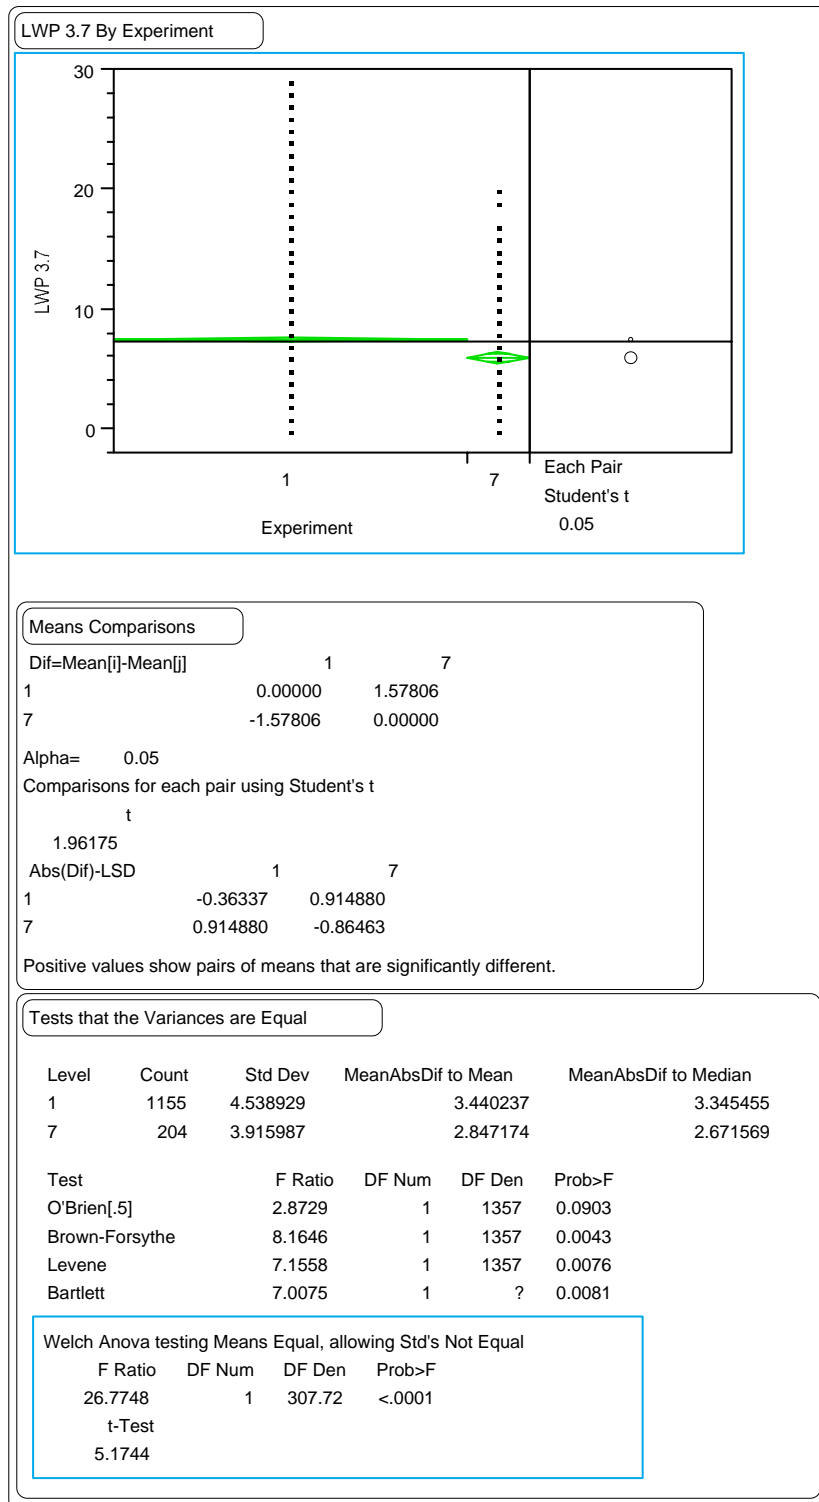 LWP 3.7 By Experiment
30
20
10
0
LWP 3.7
1 7
Each Pair
Student's t
0.05
Experiment
Means Comparisons
Dif=Mean[i]-Mean[j] 1 7
1 0.00000 1.57806
7 -1.57806 0.00000
Alpha= 0.05
Comparisons for each pair using Student's t
t
1.96175
Abs(Dif)-LSD 1 7
1 -0.36337 0.914880
7 0.914880 -0.86463
Positive values show pairs of means that are significantly different.
Tests that the Variances are Equal
Level Count Std Dev MeanAbsDif to Mean MeanAbsDif to Median
1 1155 4.538929 3.440237 3.345455
7 204 3.915987 2.847174 2.671569
Test F Ratio DF Num DF Den Prob>F
O'Brien[.5] 2.8729 1 1357 0.0903
Brown-Forsythe 8.1646 1 1357 0.0043
Levene 7.1558 1 1357 0.0076
Bartlett 7.0075 1 ? 0.0081
Welch Anova testing Means Equal, allowing Std's Not Equal
F Ratio DF Num DF Den Prob>F
26.7748 1 307.72 <.0001
t-Test
5.1744